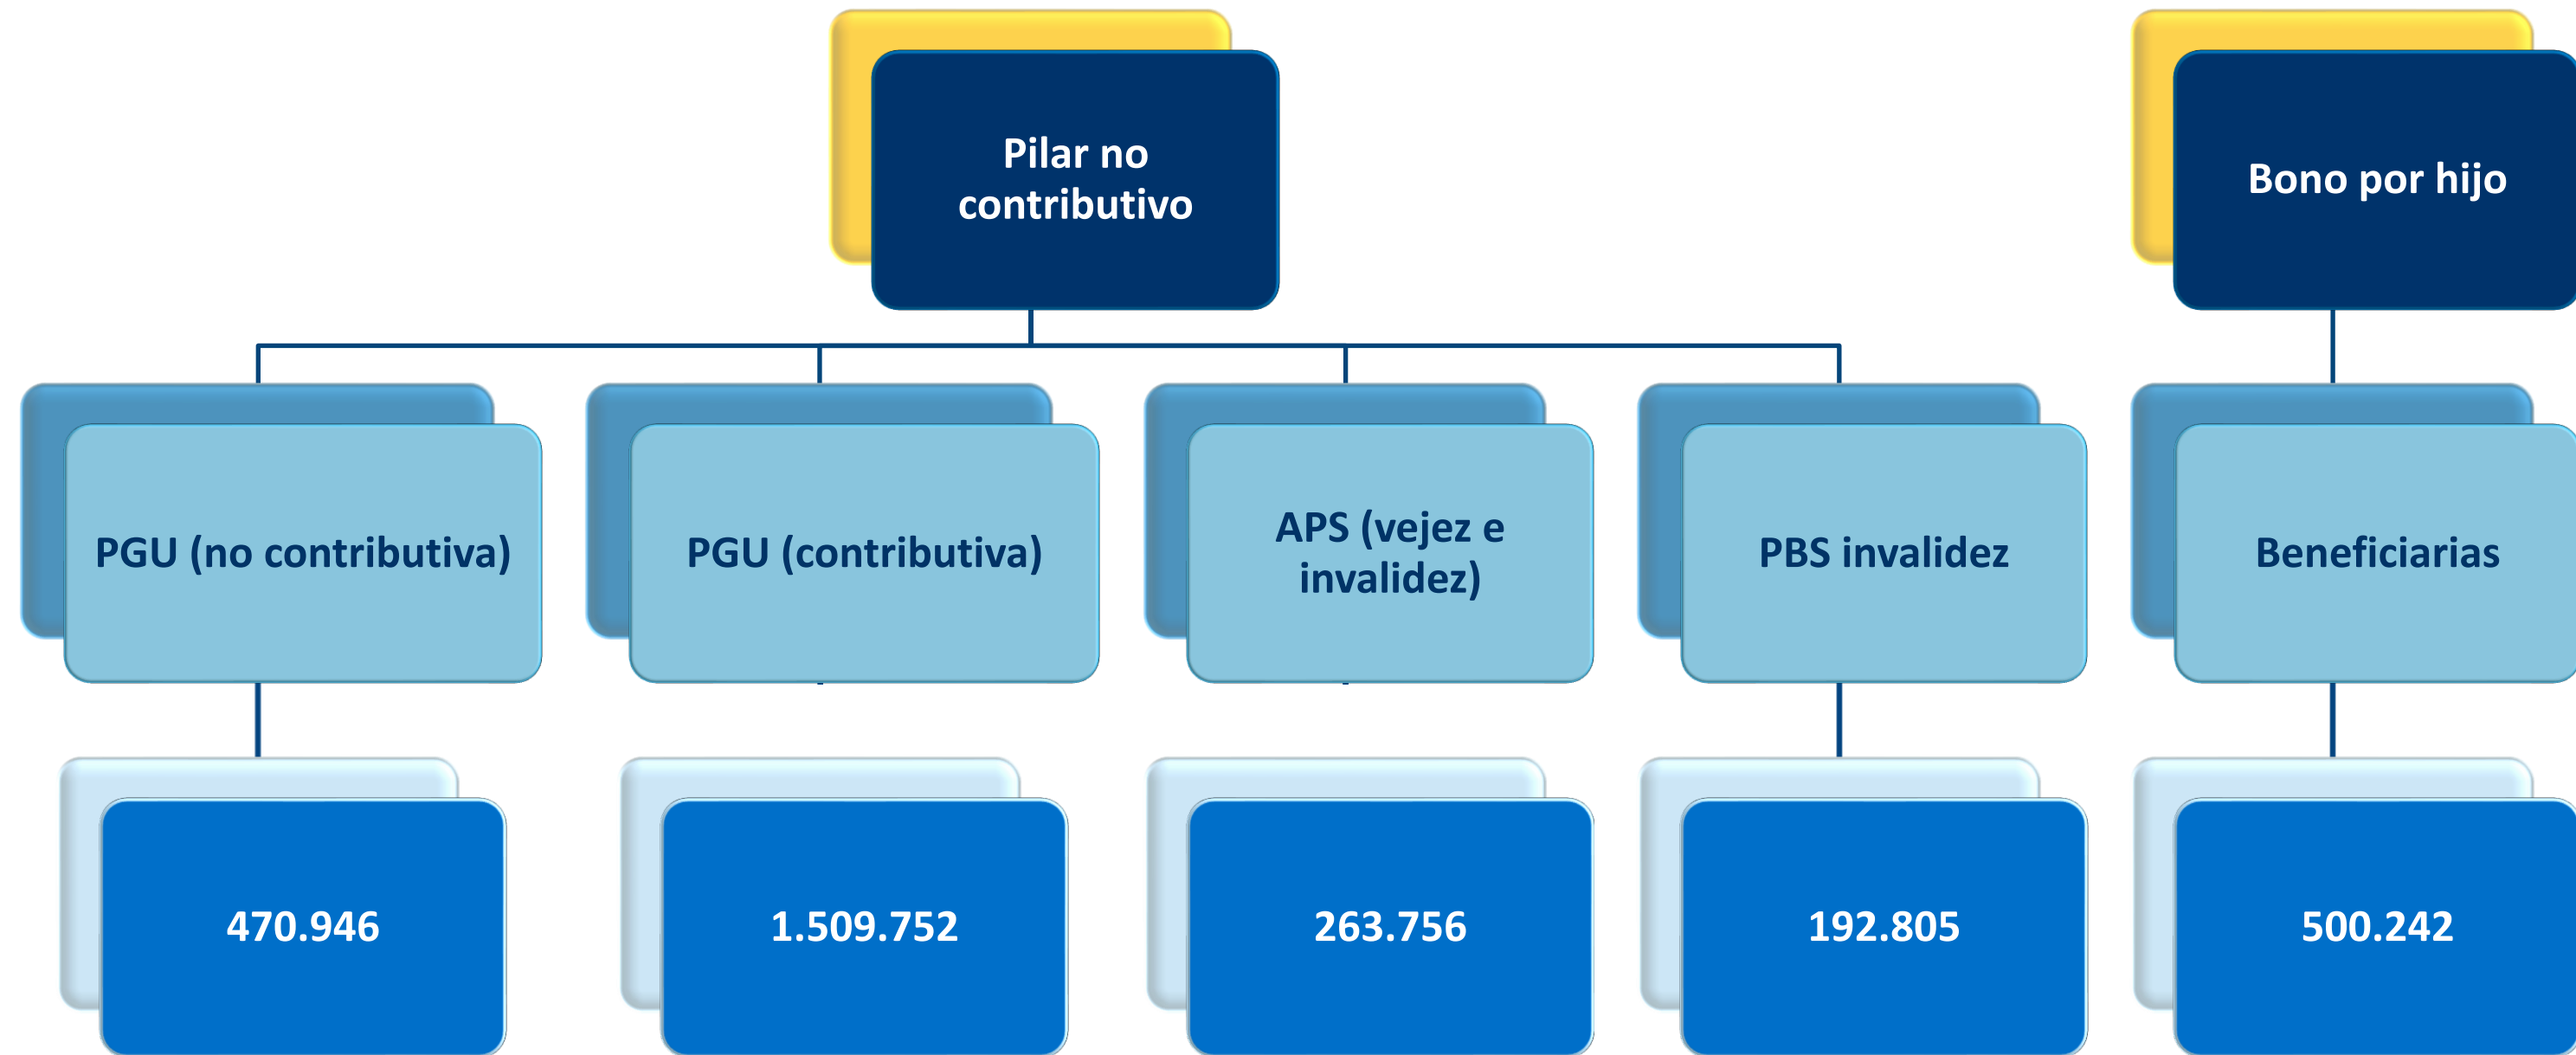 Pilar no
contributivo
Bono por hijo
PGU (no contributiva)
PGU (contributiva)
APS (vejez e
invalidez)
PBS invalidez
Beneficiarias
470.946
1.509.752
263.756
192.805
500.242